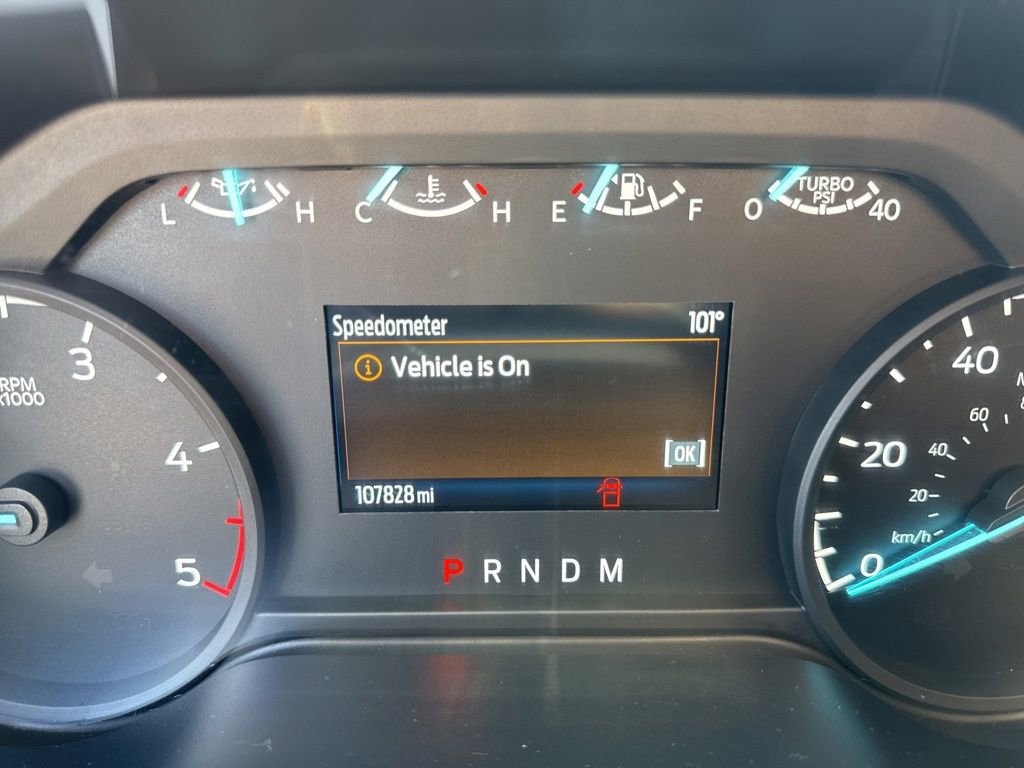 L H C H E F 0 TURBO PSI 40
Speedometer 101°
Vehicle is On
OK
107828 mi
P R N D M
3
RPM
x1000
4
5
40
60
20
40
20
km/h
0